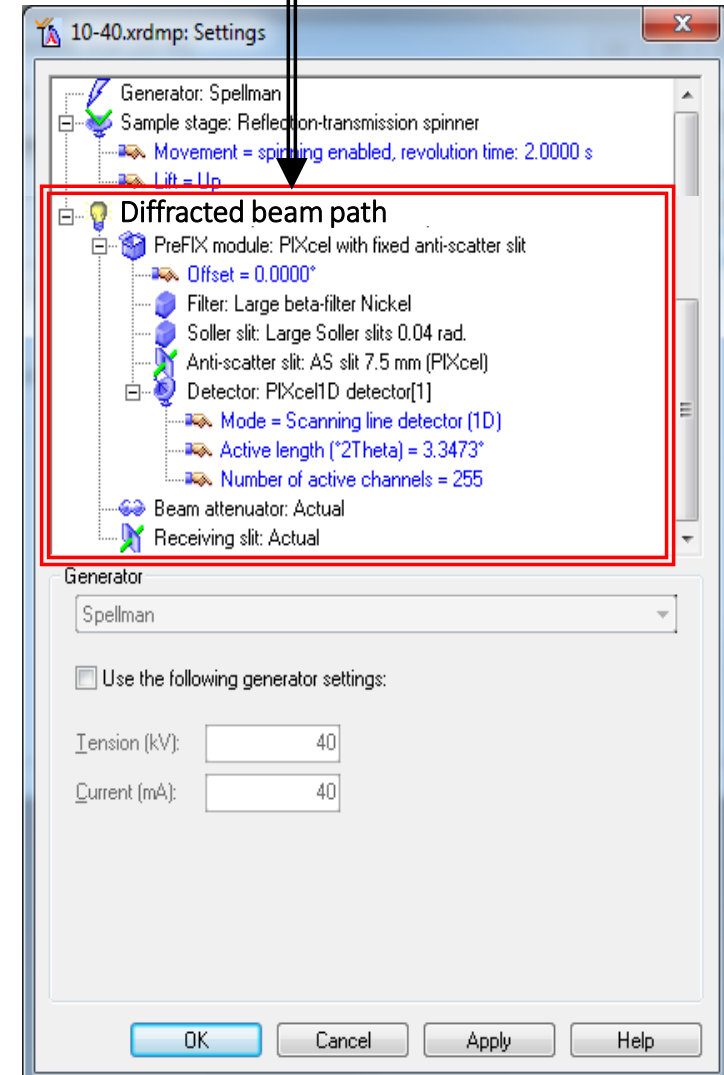 10-40.xrdmp: Settings
Generator: Spellman
Sample stage: Reflection-transmission spinner
Movement = spinning enabled, revolution time: 2.0000 s
Lift = Up
Diffracted beam path
PreFIX module: PIXcel with fixed anti-scatter slit
Offset = 0.0000°
Filter: Large beta-filter Nickel
Soller slit: Large Soller slits 0.04 rad.
Anti-scatter slit: AS slit 7.5 mm (PIXcel)
Detector: PIXcel1D detector[1]
Mode = Scanning line detector (1D)
Active length (°2Theta) = 3.3473°
Number of active channels = 255
Beam attenuator: Actual
Receiving slit: Actual
Generator
Spellman
Use the following generator settings:
Tension (kV): 40
Current (mA): 40
OK Cancel Apply Help